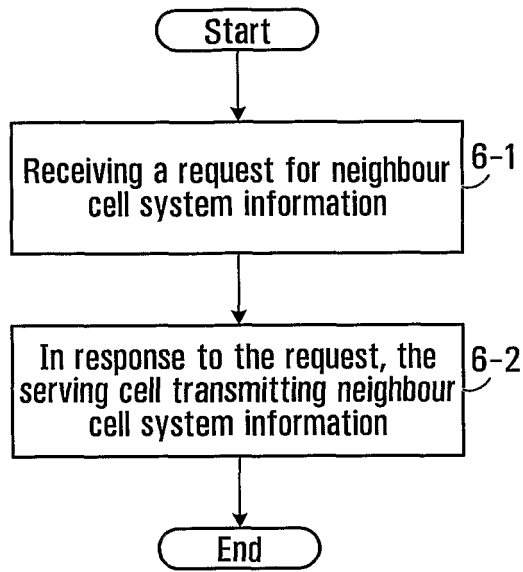 Start
Receiving a request for neighbour
cell system information
6-1
In response to the request, the
serving cell transmitting neighbour
cell system information
6-2
End